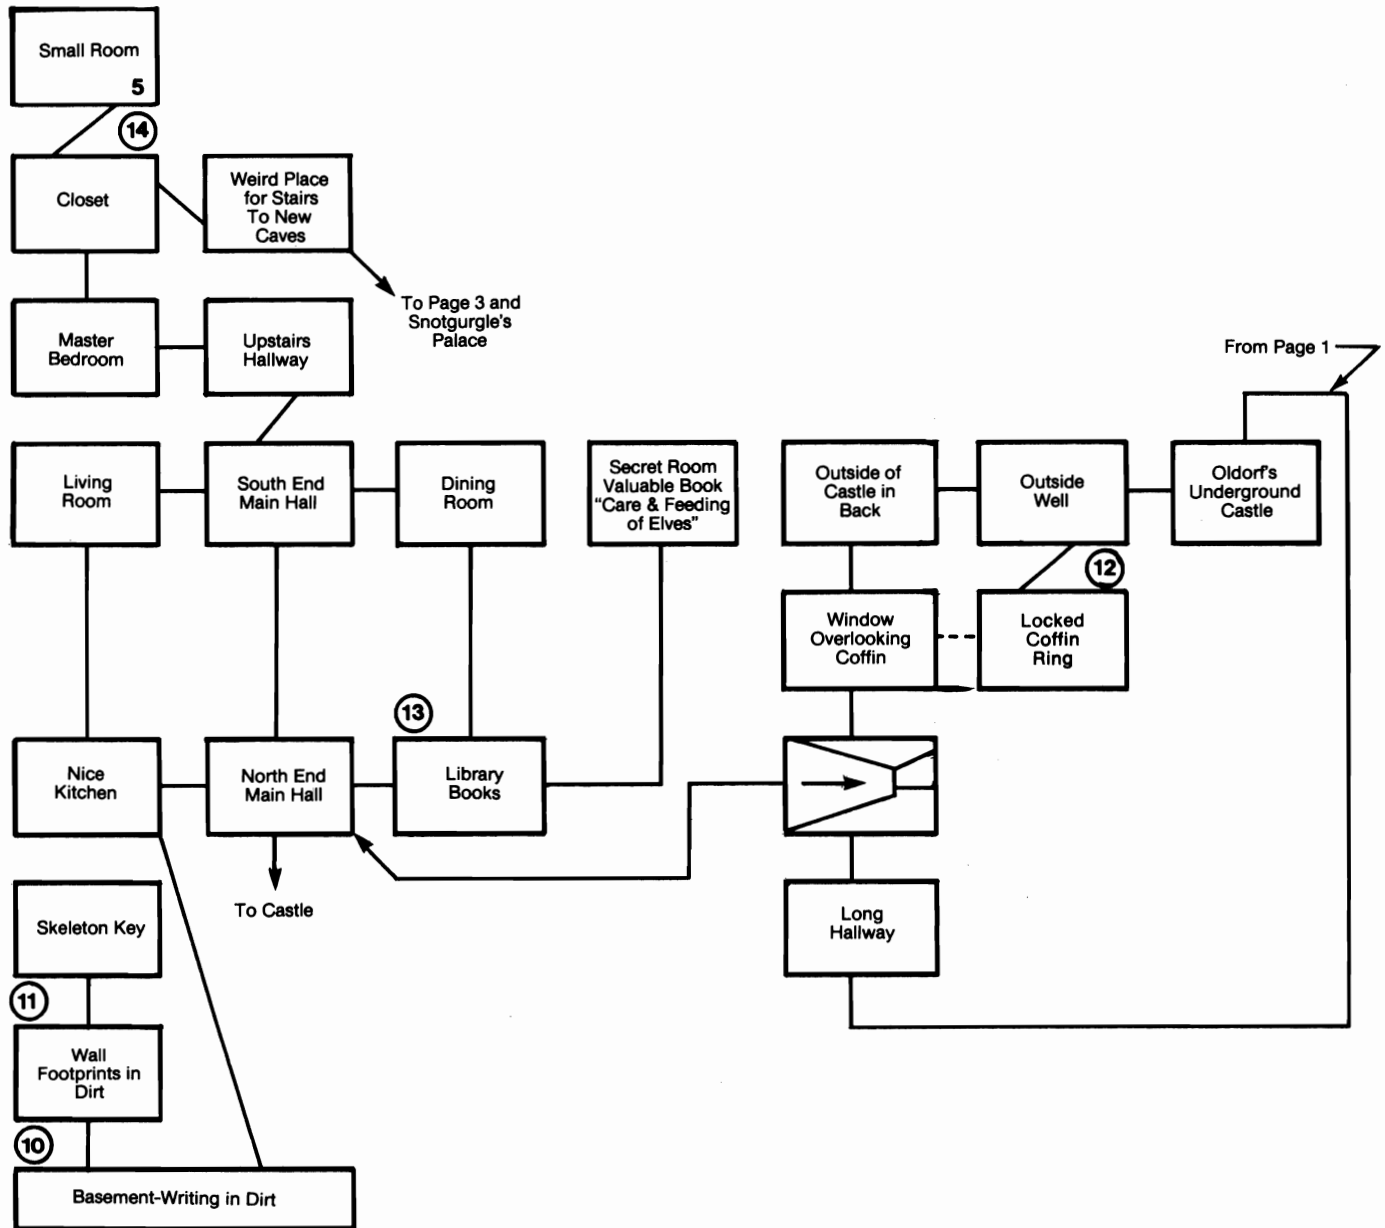 Small Room
5
14
Closet
Weird Place
for Stairs
To New
Caves
To Page 3 and
Snotgurgle's
Palace
Master
Bedroom
Upstairs
Hallway
From Page 1
Living
Room
South End
Main Hall
Dining
Room
Secret Room
Valuable Book
"Care & Feeding
of Elves"
Outside of
Castle in
Back
Outside
Well
Oldorf's
Underground
Castle
12
Window
Overlooking
Coffin
Locked
Coffin
Ring
13
Nice
Kitchen
North End
Main Hall
Library
Books
To Castle
Skeleton Key
Long
Hallway
11
Wall
Footprints in
Dirt
10
Basement-Writing in Dirt